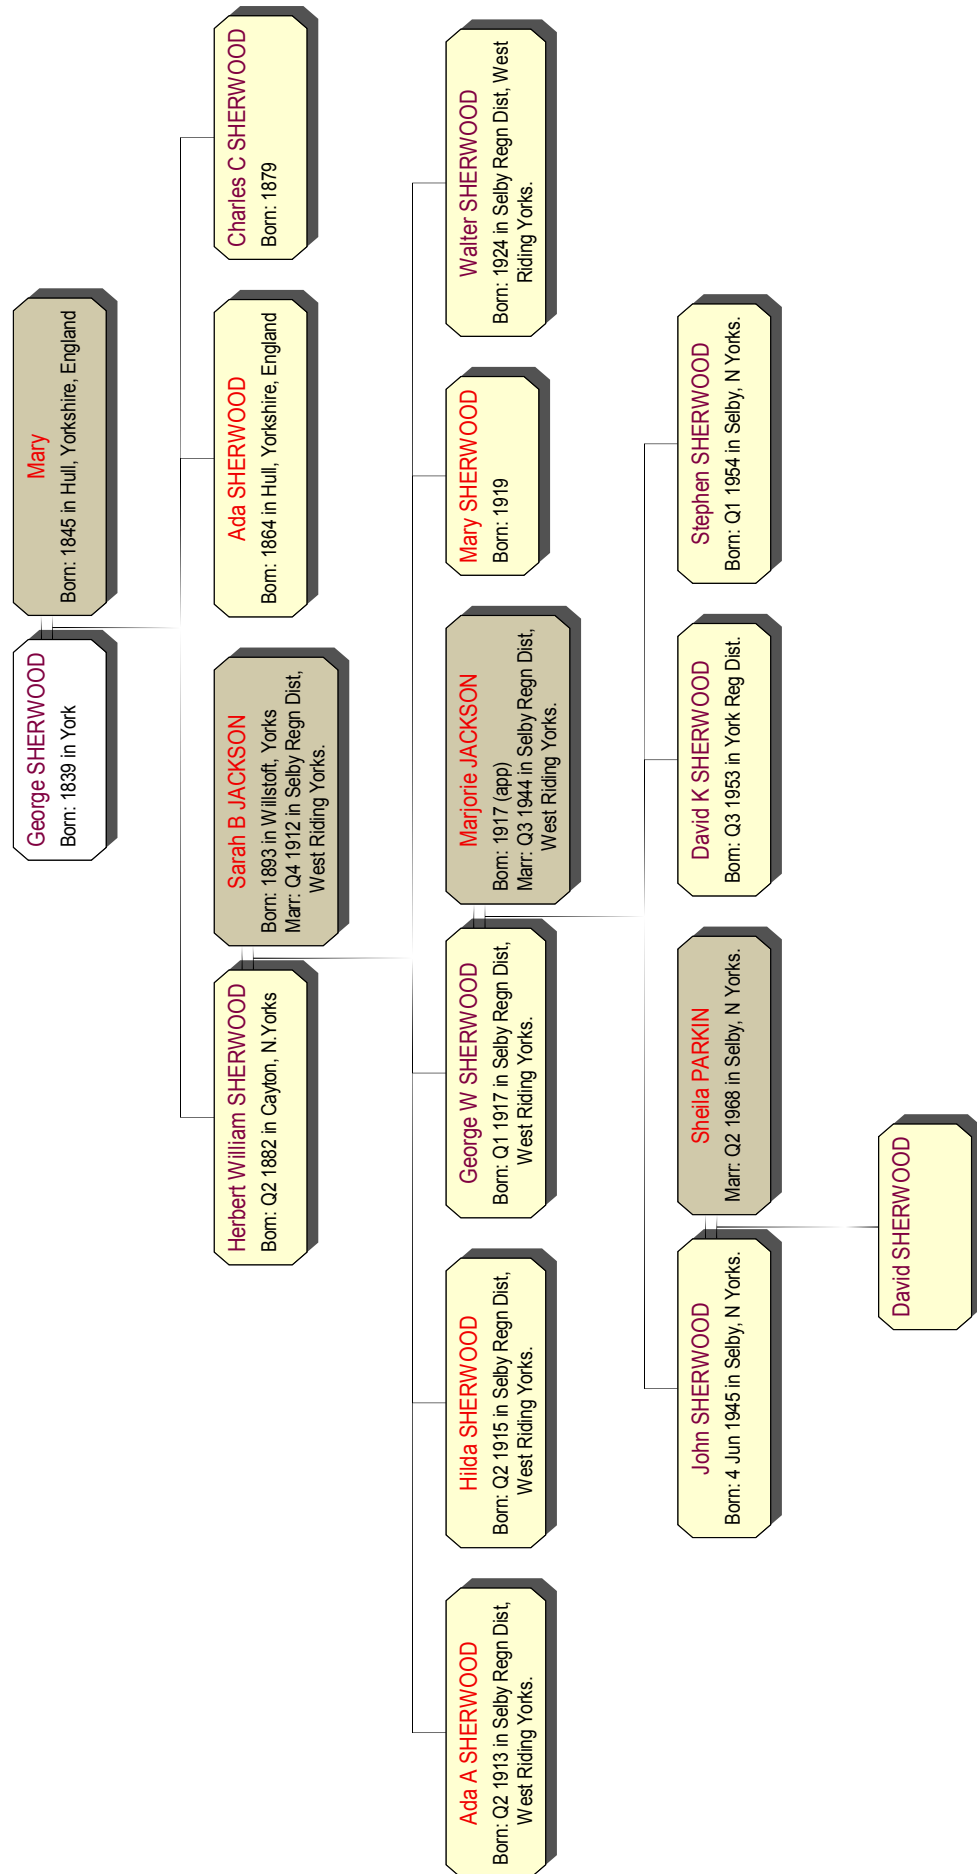 George SHERWOOD
Born: 1839 in York
Mary
Born: 1845 in Hull, Yorkshire, England
Herbert William SHERWOOD
Born: Q2 1882 in Cayton, N.Yorks
Sarah B JACKSON
Born: 1893 in Willstoft, Yorks
Marr: Q4 1912 in Selby Regn Dist,
West Riding Yorks.
Ada SHERWOOD
Born: 1864 in Hull, Yorkshire, England
Charles C SHERWOOD
Born: 1879
Ada A SHERWOOD
Born: Q2 1913 in Selby Regn Dist,
West Riding Yorks.
Hilda SHERWOOD
Born: Q2 1915 in Selby Regn Dist,
West Riding Yorks.
George W SHERWOOD
Born: Q1 1917 in Selby Regn Dist,
West Riding Yorks.
Marjorie JACKSON
Born: 1917 (app)
Marr: Q3 1944 in Selby Regn Dist,
West Riding Yorks.
Mary SHERWOOD
Born: 1919
Walter SHERWOOD
Born: 1924 in Selby Regn Dist, West
Riding Yorks.
John SHERWOOD
Born: 4 Jun 1945 in Selby, N Yorks.
Sheila PARKIN
Marr: Q2 1968 in Selby, N Yorks.
David K SHERWOOD
Born: Q3 1953 in York Reg Dist.
Stephen SHERWOOD
Born: Q1 1954 in Selby, N Yorks.
David SHERWOOD